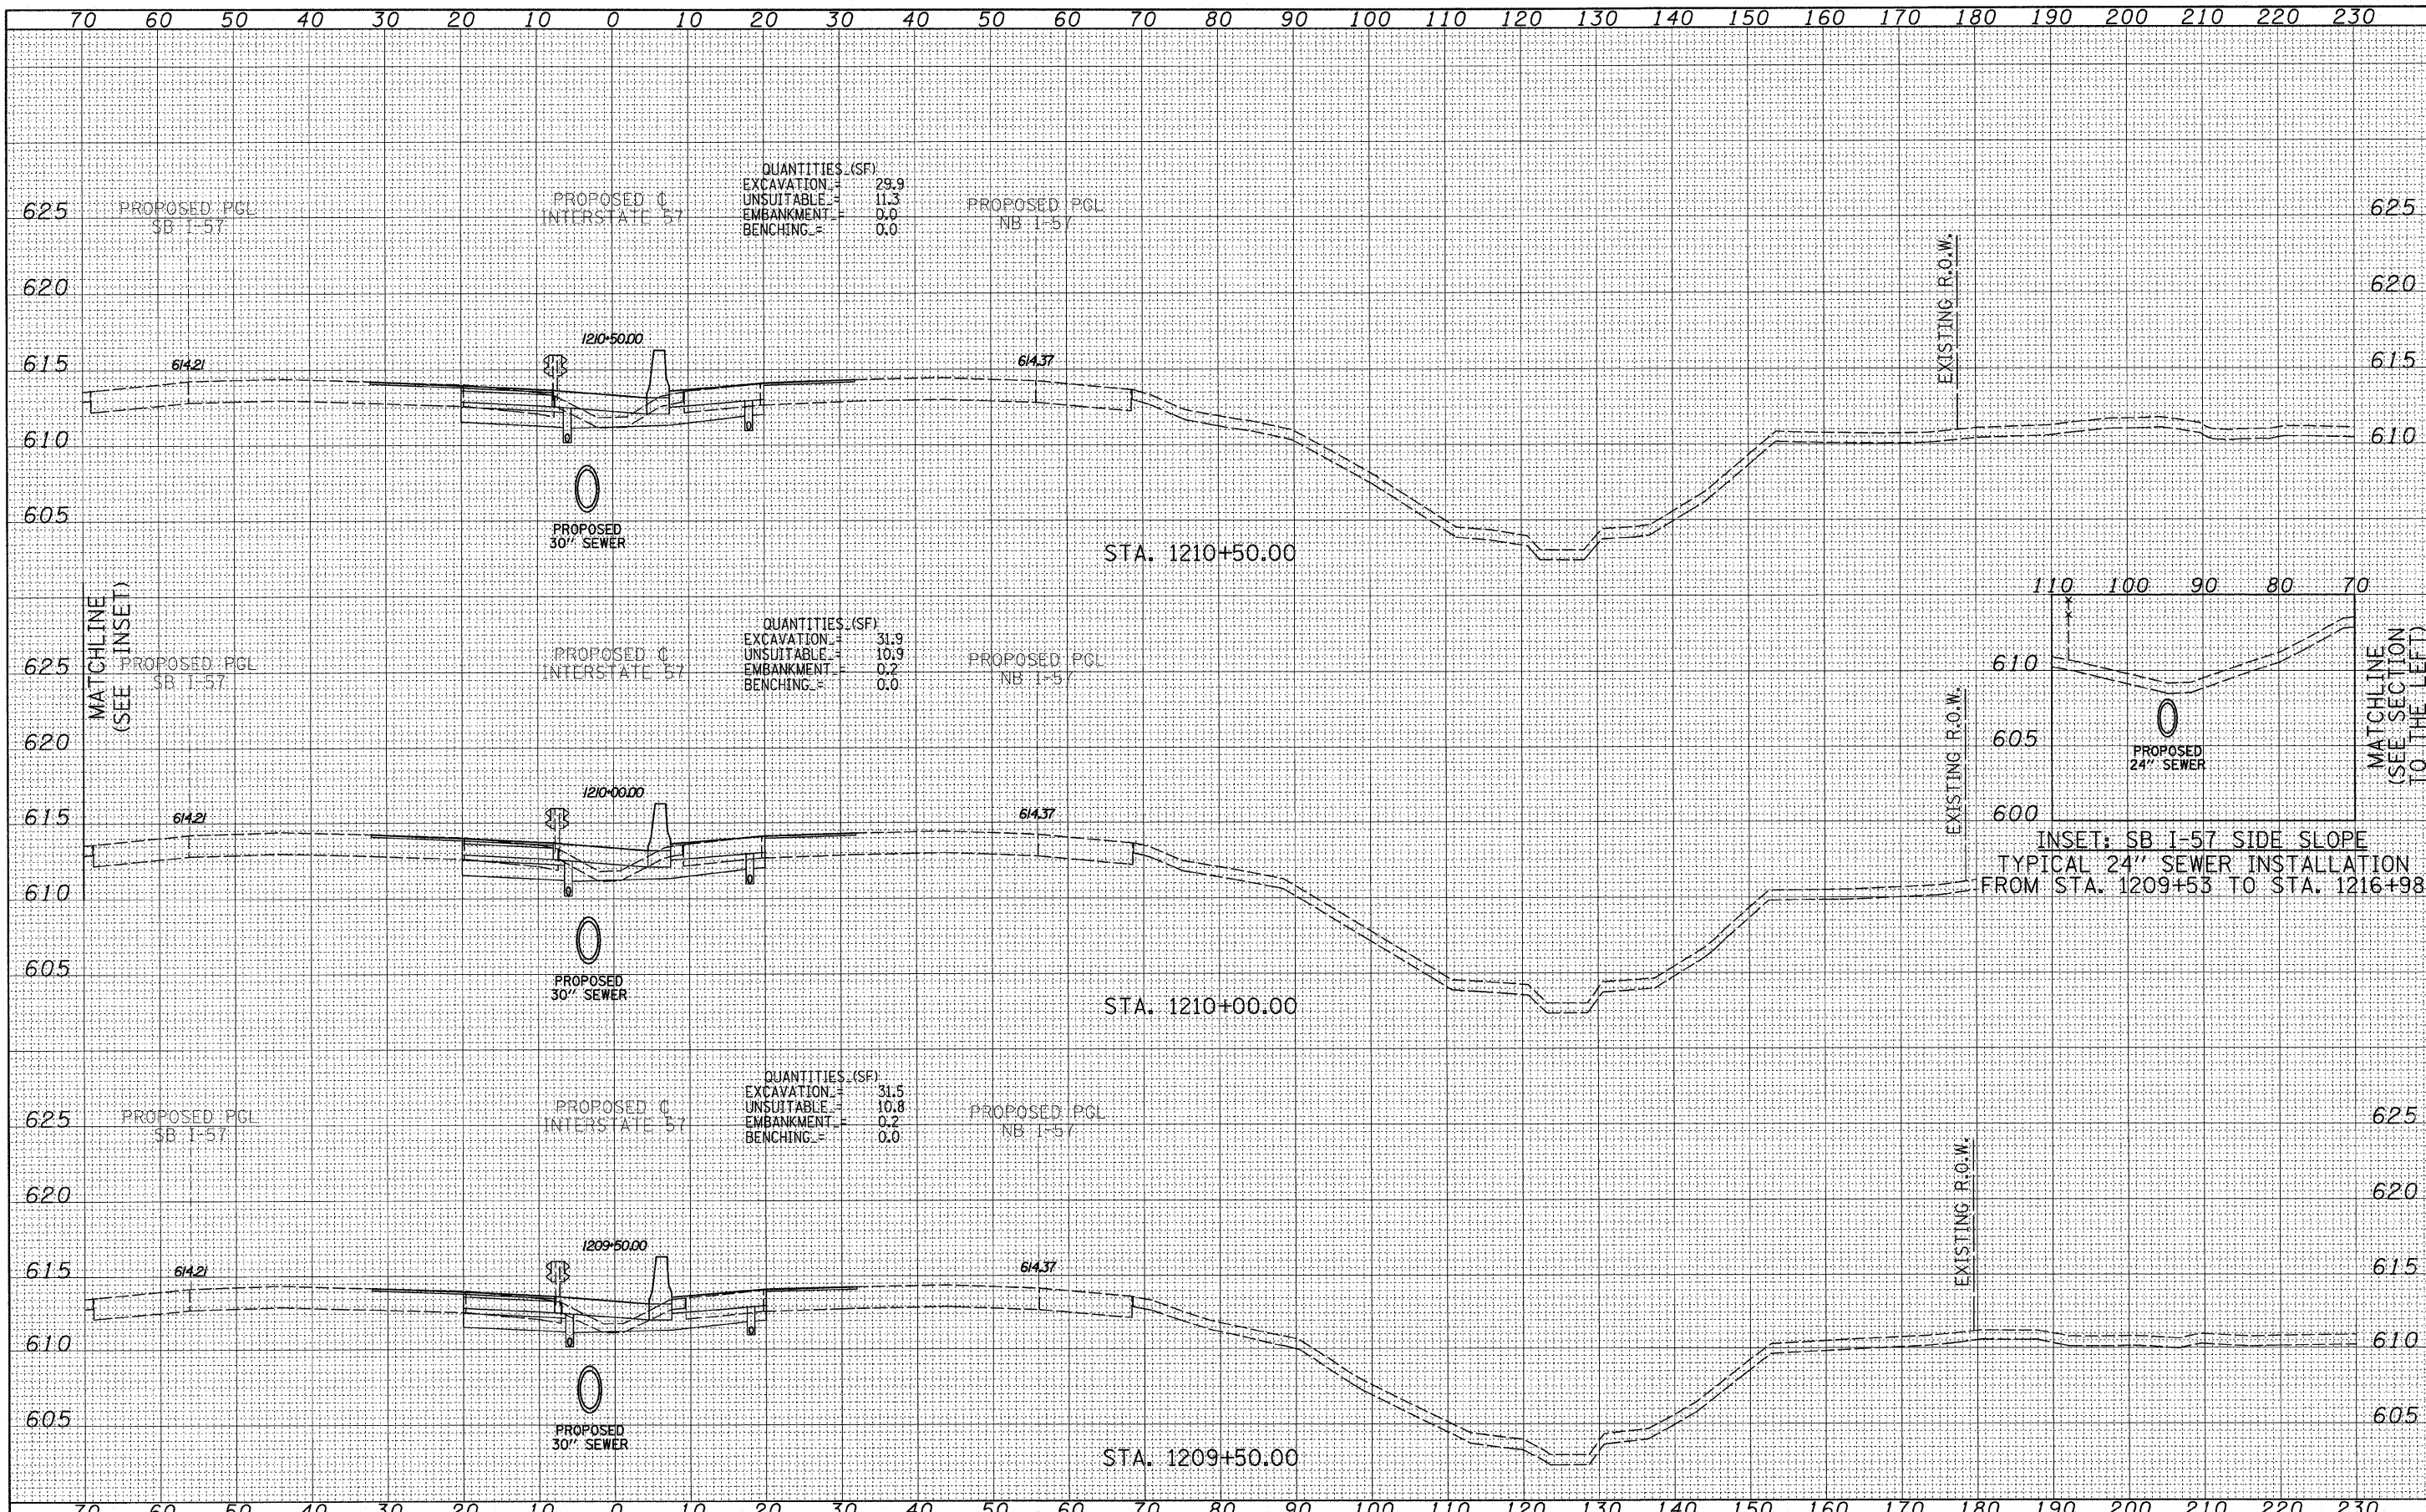 70 60 50 40 30 20 10 0 10 20 30 40 50 60 70 80 90 100 110 120 130 140 150 160 170 180 190 200 210 220 230
QUANTITIES (SF)
EXCAVATION = 29.9
UNSUITABLE = 11.3
EMBANKMENT = 0.0
BENCHING = 0.0
PROPOSED PGL
SB I-57
PROPOSED ℄
INTERSTATE 57
PROPOSED PGL
NB I-57
625
625
620
620
615
615
610
610
605
605
EXISTING R.O.W.
1210+50.00
614.21
614.37
PROPOSED
30" SEWER
STA. 1210+50.00
MATCHLINE
(SEE INSET)
QUANTITIES (SF)
EXCAVATION = 31.9
UNSUITABLE = 10.9
EMBANKMENT = 0.2
BENCHING = 0.0
PROPOSED PGL
SB I-57
PROPOSED ℄
INTERSTATE 57
PROPOSED PGL
NB I-57
625
620
615
610
605
EXISTING R.O.W.
1210+00.00
614.21
614.37
PROPOSED
30" SEWER
STA. 1210+00.00
110 100 90 80 70
610
605
600
PROPOSED
24" SEWER
MATCHLINE
(SEE SECTION
TO THE LEFT)
INSET: SB I-57 SIDE SLOPE
TYPICAL 24" SEWER INSTALLATION
FROM STA. 1209+53 TO STA. 1216+98
QUANTITIES (SF)
EXCAVATION = 31.5
UNSUITABLE = 10.8
EMBANKMENT = 0.2
BENCHING = 0.0
PROPOSED PGL
SB I-57
PROPOSED ℄
INTERSTATE 57
PROPOSED PGL
NB I-57
625
625
620
620
615
615
610
610
605
605
EXISTING R.O.W.
1209+50.00
614.21
614.37
PROPOSED
30" SEWER
STA. 1209+50.00
70 60 50 40 30 20 10 0 10 20 30 40 50 60 70 80 90 100 110 120 130 140 150 160 170 180 190 200 210 220 230